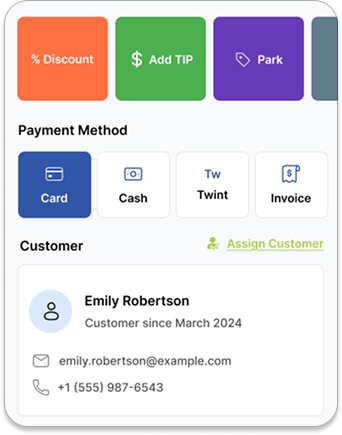 % Discount
$ Add TIP
Park
Payment Method
Card
Cash
Tw
Twint
$
Invoice
Customer
Assign Customer
Emily Robertson
Customer since March 2024
emily.robertson@example.com
+1 (555) 987-6543